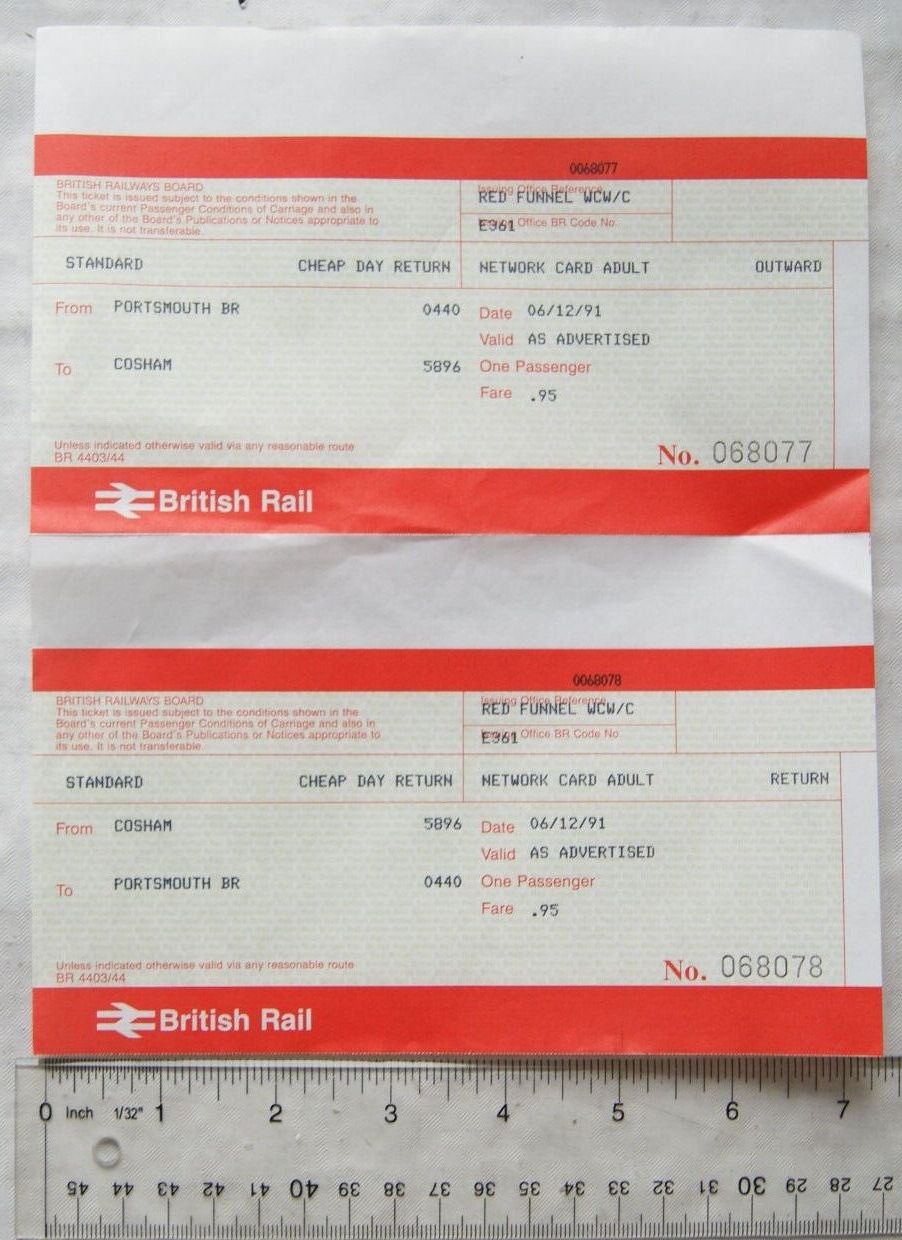 0068077
BRITISH RAILWAYS BOARD
This ticket is issued subject to the conditions shown in the
Board's current Passenger Conditions of Carriage and also in
any other of the Board's Publications or Notices appropriate to
its use. It is not transferable.
Issuing Office Reference
RED FUNNEL WCW/C
Issuing Office BR Code No.
E361
STANDARD CHEAP DAY RETURN NETWORK CARD ADULT OUTWARD
From PORTSMOUTH BR 0440 Date 06/12/91
Valid AS ADVERTISED
To COSHAM 5896 One Passenger
Fare .95
Unless indicated otherwise valid via any reasonable route
BR 4403/44
No. 068077
British Rail
0068078
BRITISH RAILWAYS BOARD
This ticket is issued subject to the conditions shown in the
Board's current Passenger Conditions of Carriage and also in
any other of the Board's Publications or Notices appropriate to
its use. It is not transferable.
Issuing Office Reference
RED FUNNEL WCW/C
Issuing Office BR Code No
E361
STANDARD CHEAP DAY RETURN NETWORK CARD ADULT RETURN
From COSHAM 5896 Date 06/12/91
Valid AS ADVERTISED
To PORTSMOUTH BR 0440 One Passenger
Fare .95
Unless indicated otherwise valid via any reasonable route
BR 4403/44
No. 068078
British Rail
0 Inch 1/32" 1 2 3 4 5 6 7
45 44 43 42 41 40 39 38 37 36 35 34 33 32 31 30 29 28 27